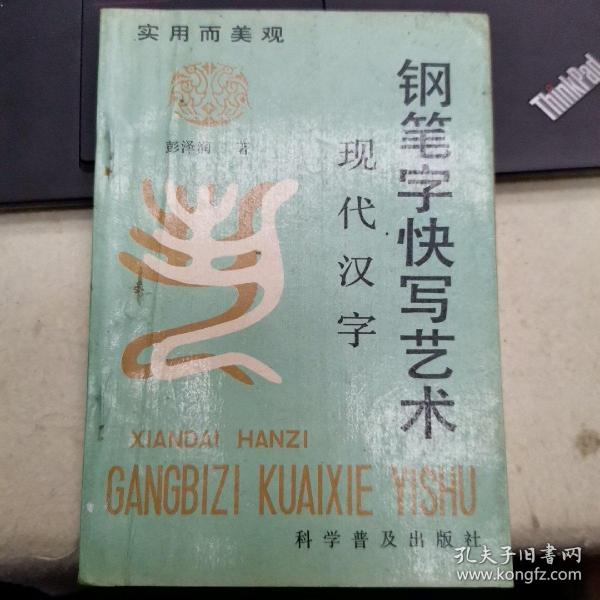 实用而美观
ThinkPad
彭泽润 著
现代汉字
钢笔字快写艺术
XIANDAI HANZI
GANGBIZI KUAIXIE YISHU
科学普及出版社
孔夫子旧书网
www.kongfz.com